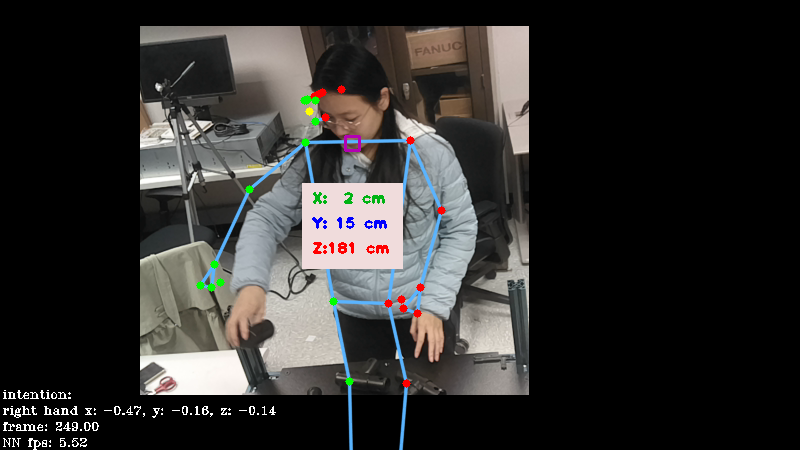 FANUC
X: 2 cm
Y: 15 cm
Z:181 cm
intention:
right hand x: -0.47, y: -0.16, z: -0.14
frame: 249.00
NN fps: 5.52